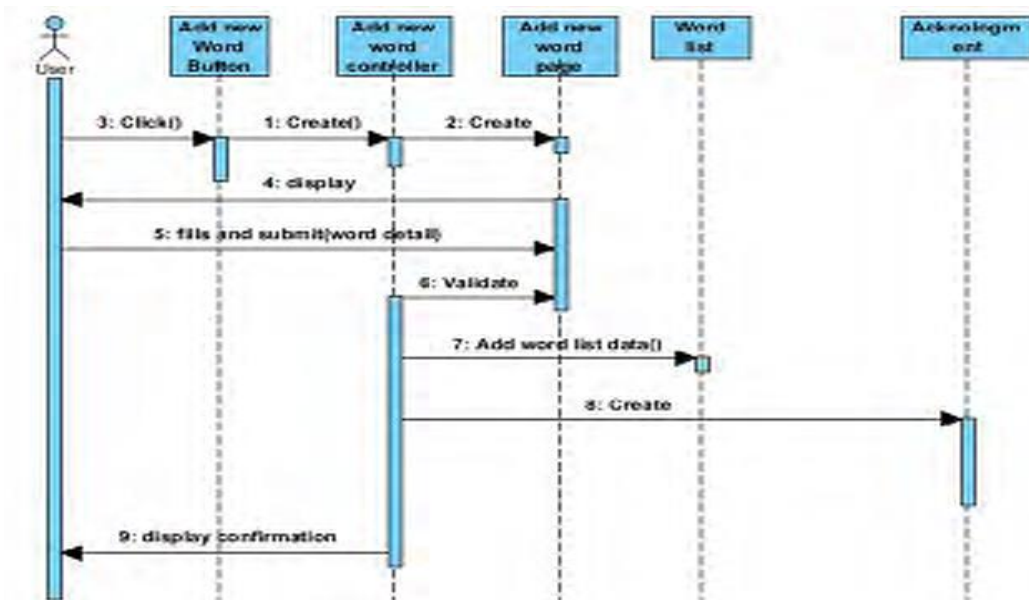 User
Add new
Word
Button
Add new
word
controller
Add new
word
page
Word
list
Acknologm
ent
3: Click()
1: Create()
2: Create
4: display
5: fills and submit(word detail)
6: Validate
7: Add word list data()
8: Create
9: display confirmation